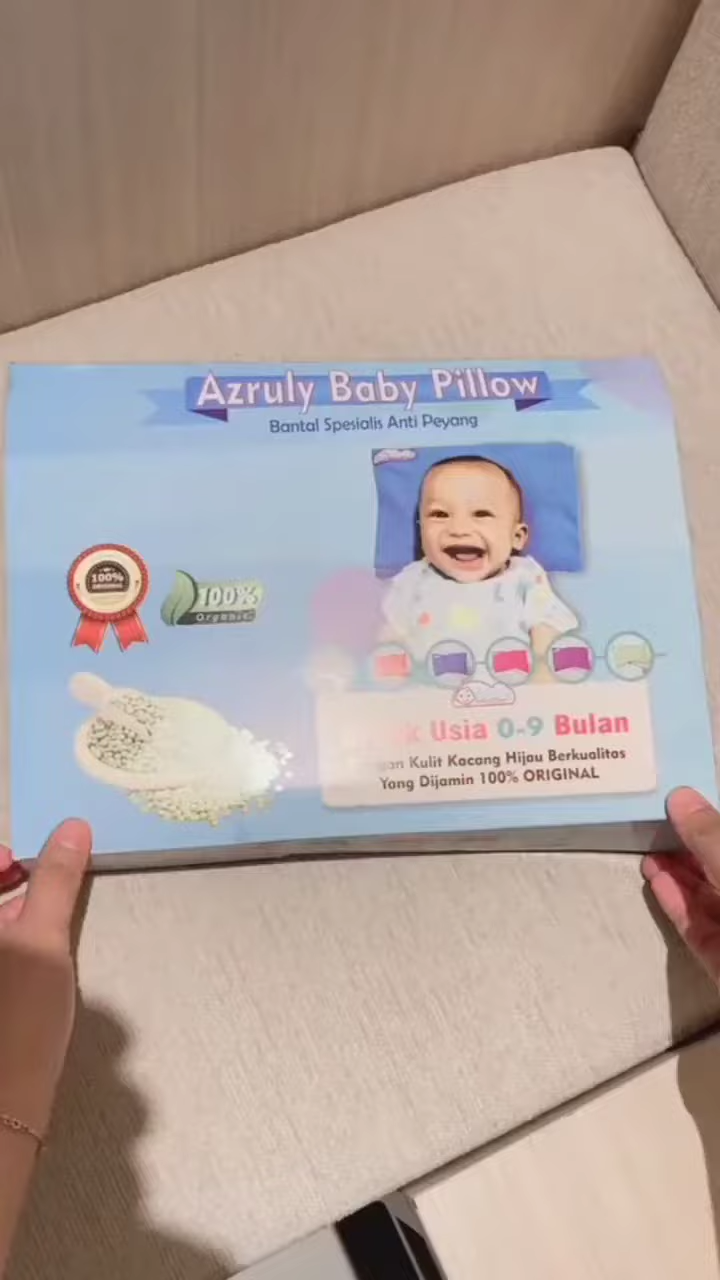 Azruly Baby Pillow
Bantal Spesialis Anti Peyang
100%
ORIGINAL
100%
Organic
Usia 0-9 Bulan
Kulit Kacang Hijau Berkualitas
Yang Dijamin 100% ORIGINAL